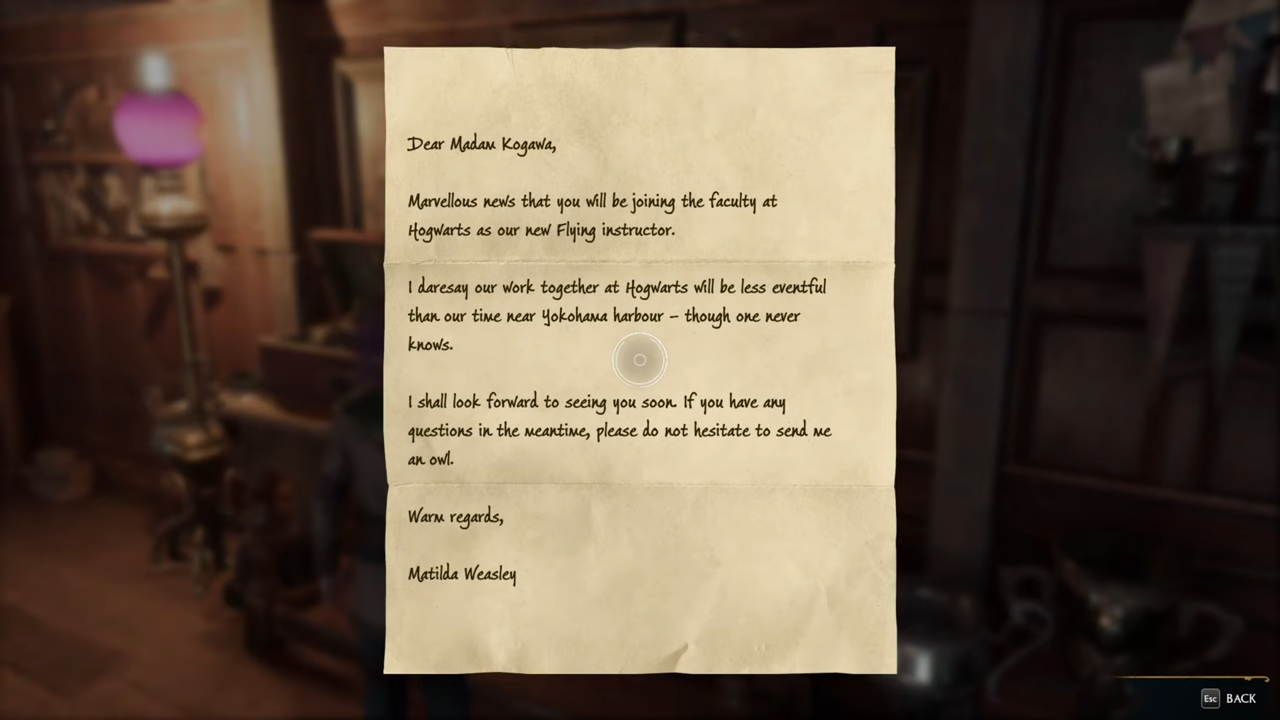 Dear Madam Kogawa,
Marvellous news that you will be joining the faculty at
Hogwarts as our new Flying instructor.
I daresay our work together at Hogwarts will be less eventful
than our time near Yokohama harbour – though one never
knows.
I shall look forward to seeing you soon. If you have any
questions in the meantime, please do not hesitate to send me
an owl.
Warm regards,
Matilda Weasley
Esc BACK